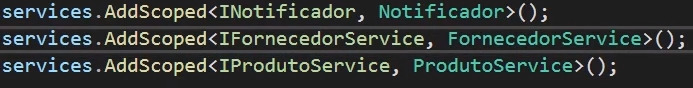 services.AddScoped<INotificador, Notificador>();
services.AddScoped<IFornecedorService, FornecedorService>();
services.AddScoped<IProdutoService, ProdutoService>();